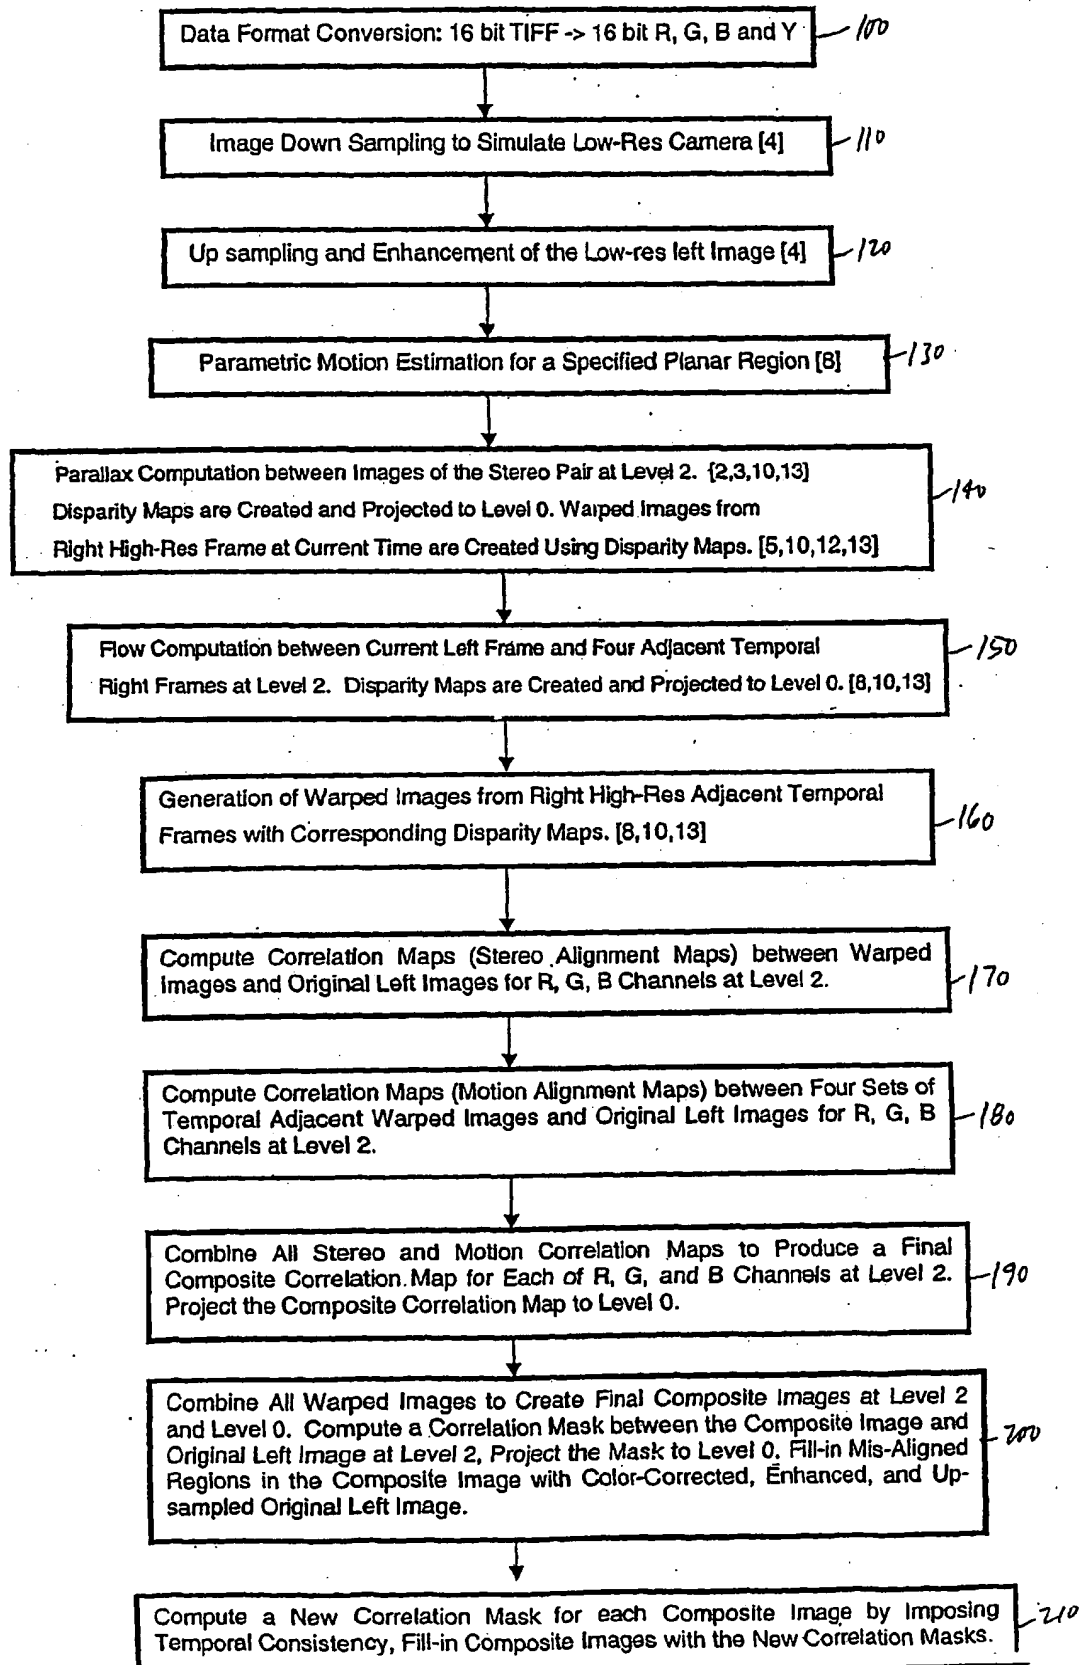 Data Format Conversion: 16 bit TIFF -> 16 bit R, G, B and Y
100
Image Down Sampling to Simulate Low-Res Camera [4]
110
Up sampling and Enhancement of the Low-res left Image [4]
120
Parametric Motion Estimation for a Specified Planar Region [8]
130
Parallax Computation between Images of the Stereo Pair at Level 2. {2,3,10,13]
Disparity Maps are Created and Projected to Level 0. Warped Images from
Right High-Res Frame at Current Time are Created Using Disparity Maps. [5,10,12,13]
140
Flow Computation between Current Left Frame and Four Adjacent Temporal
Right Frames at Level 2. Disparity Maps are Created and Projected to Level 0. [8,10,13]
150
Generation of Warped Images from Right High-Res Adjacent Temporal
Frames with Corresponding Disparity Maps. [8,10,13]
160
Compute Correlation Maps (Stereo Alignment Maps) between Warped
Images and Original Left Images for R, G, B Channels at Level 2.
170
Compute Correlation Maps (Motion Alignment Maps) between Four Sets of
Temporal Adjacent Warped Images and Original Left Images for R, G, B
Channels at Level 2.
180
Combine All Stereo and Motion Correlation Maps to Produce a Final
Composite Correlation Map for Each of R, G, and B Channels at Level 2.
Project the Composite Correlation Map to Level 0.
190
Combine All Warped Images to Create Final Composite Images at Level 2
and Level 0. Compute a Correlation Mask between the Composite Image and
Original Left Image at Level 2, Project the Mask to Level 0. Fill-in Mis-Aligned
Regions in the Composite Image with Color-Corrected, Enhanced, and Up-
sampled Original Left Image.
200
Compute a New Correlation Mask for each Composite Image by Imposing
Temporal Consistency, Fill-in Composite Images with the New Correlation Masks.
210